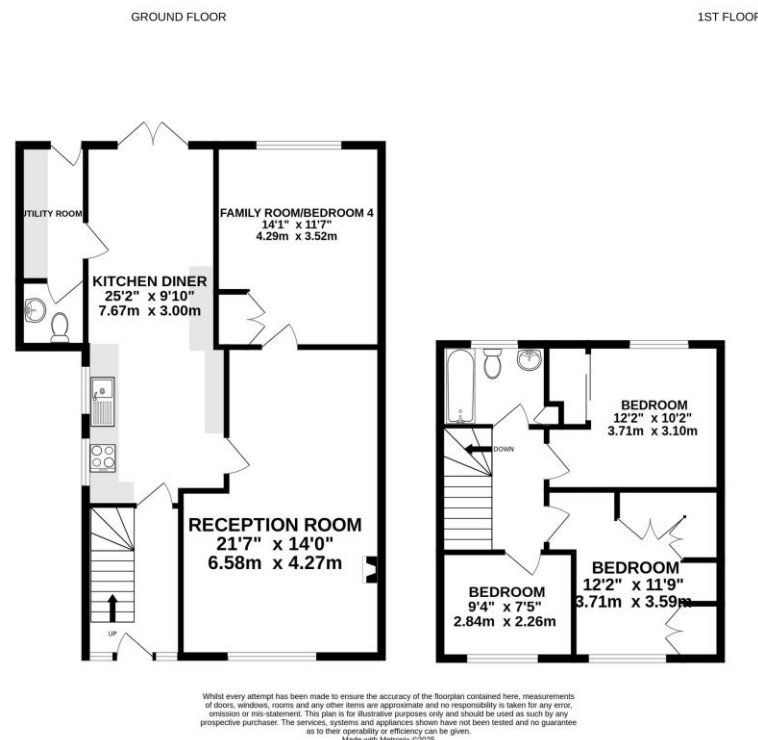 GROUND FLOOR
1ST FLOOR
UTILITY ROOM
FAMILY ROOM/BEDROOM 4
14'1" x 11'7"
4.29m x 3.52m
KITCHEN DINER
25'2" x 9'10"
7.67m x 3.00m
RECEPTION ROOM
21'7" x 14'0"
6.58m x 4.27m
UP
BEDROOM
12'2" x 10'2"
3.71m x 3.10m
DOWN
BEDROOM
12'2" x 11'9"
3.71m x 3.59m
BEDROOM
9'4" x 7'5"
2.84m x 2.26m
Whilst every attempt has been made to ensure the accuracy of the floorplan contained here, measurements
of doors, windows, rooms and any other items are approximate and no responsibility is taken for any error,
omission or mis-statement. This plan is for illustrative purposes only and should be used as such by any
prospective purchaser. The services, systems and appliances shown have not been tested and no guarantee
as to their operability or efficiency can be given.
Made with Metropix ©2025